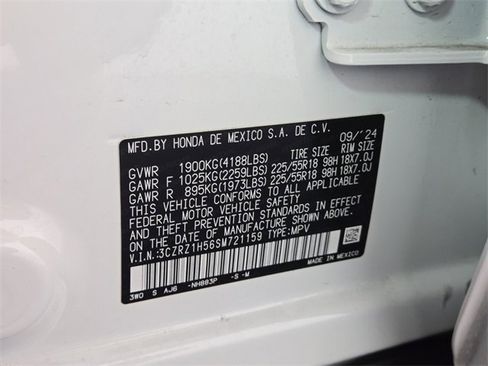 MFD.BY HONDA DE MEXICO S.A. DE C.V. 09/'24
GVWR 1900KG(4188LBS) TIRE SIZE RIM SIZE
GAWR F 1025KG(2259LBS) 225/55R18 98H 18X7.0J
GAWR R 895KG(1973LBS) 225/55R18 98H 18X7.0J
THIS VEHICLE CONFORMS TO ALL APPLICABLE
FEDERAL MOTOR VEHICLE SAFETY, BUMPER,
AND THEFT PREVENTION STANDARDS IN EFFECT
ON THE DATE OF MANUFACTURE SHOWN ABOVE.
V.I.N.:3CZRZ1H56SM721159 TYPE:MPV
3W0 S AJ6 -NH883P -S -M
MADE IN MEXICO